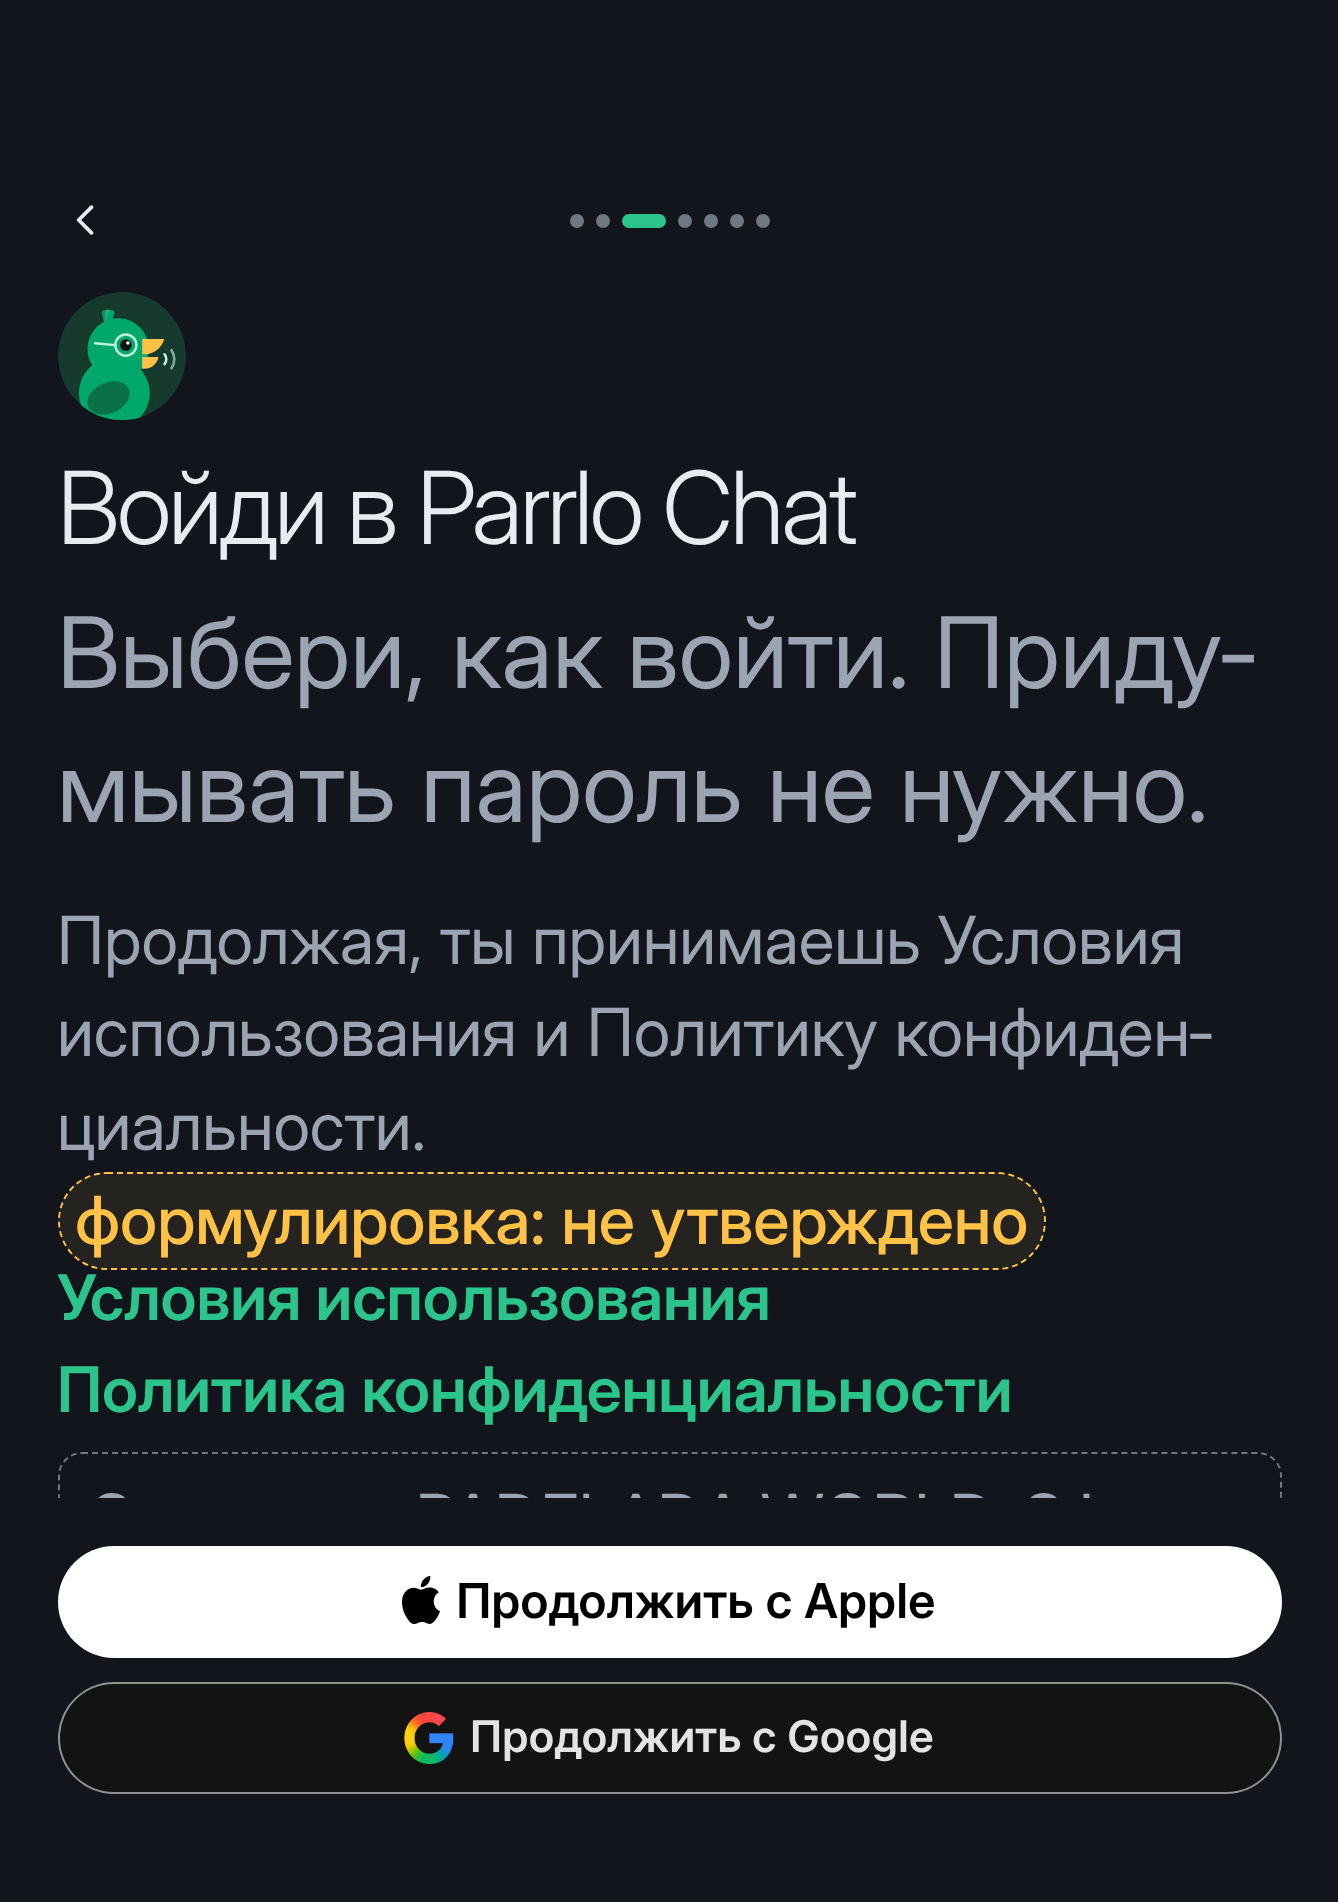 Войди в Parrlo Chat
Выбери, как войти. Приду-
мывать пароль не нужно.
Продолжая, ты принимаешь Условия
использования и Политику конфиден-
циальности.
формулировка: не утверждено
Условия использования
Политика конфиденциальности
Продолжить с Apple
Продолжить с Google